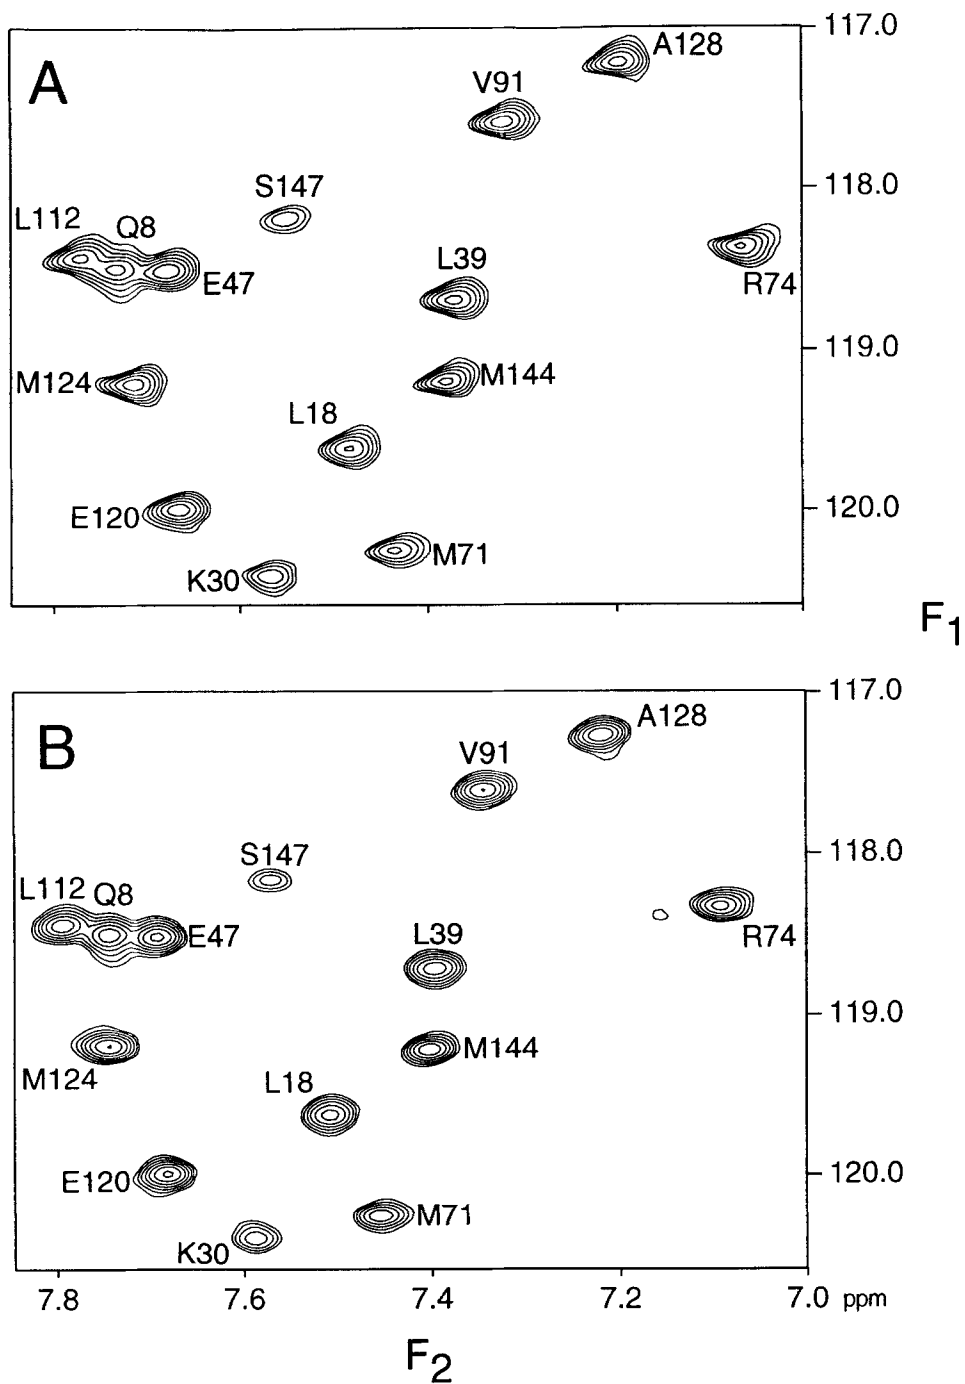 117.0
A128
A
V91
S147
118.0
L112
Q8
L39
E47
R74
119.0
M124
M144
L18
120.0
E120
M71
K30
F1
117.0
A128
B
V91
S147
118.0
L112
Q8
E47
L39
R74
119.0
M124
M144
L18
120.0
E120
M71
K30
7.8
7.6
7.4
7.2
7.0 ppm
F2